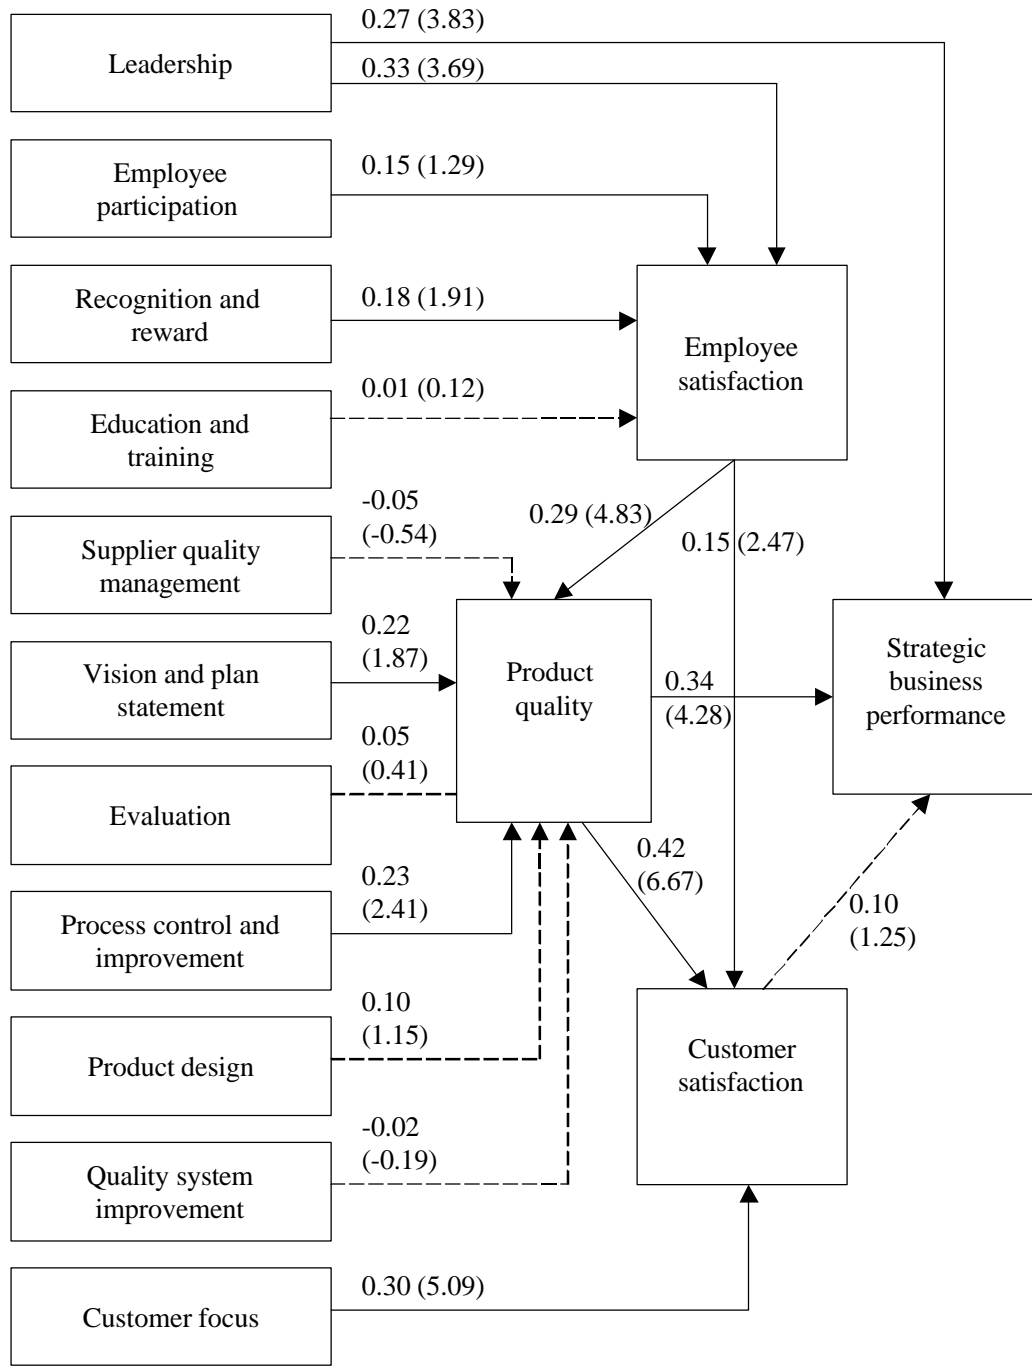 0.27 (3.83)
Leadership
0.33 (3.69)
Employee
participation
0.15 (1.29)
Recognition and
reward
0.18 (1.91)
Employee
satisfaction
Education and
training
0.01 (0.12)
Supplier quality
management
-0.05
(-0.54)
0.29 (4.83)
0.15 (2.47)
Vision and plan
statement
0.22
(1.87)
Product
quality
0.34
(4.28)
Strategic
business
performance
Evaluation
0.05
(0.41)
Process control and
improvement
0.23
(2.41)
0.42
(6.67)
0.10
(1.25)
Product design
0.10
(1.15)
Customer
satisfaction
Quality system
improvement
-0.02
(-0.19)
Customer focus
0.30 (5.09)